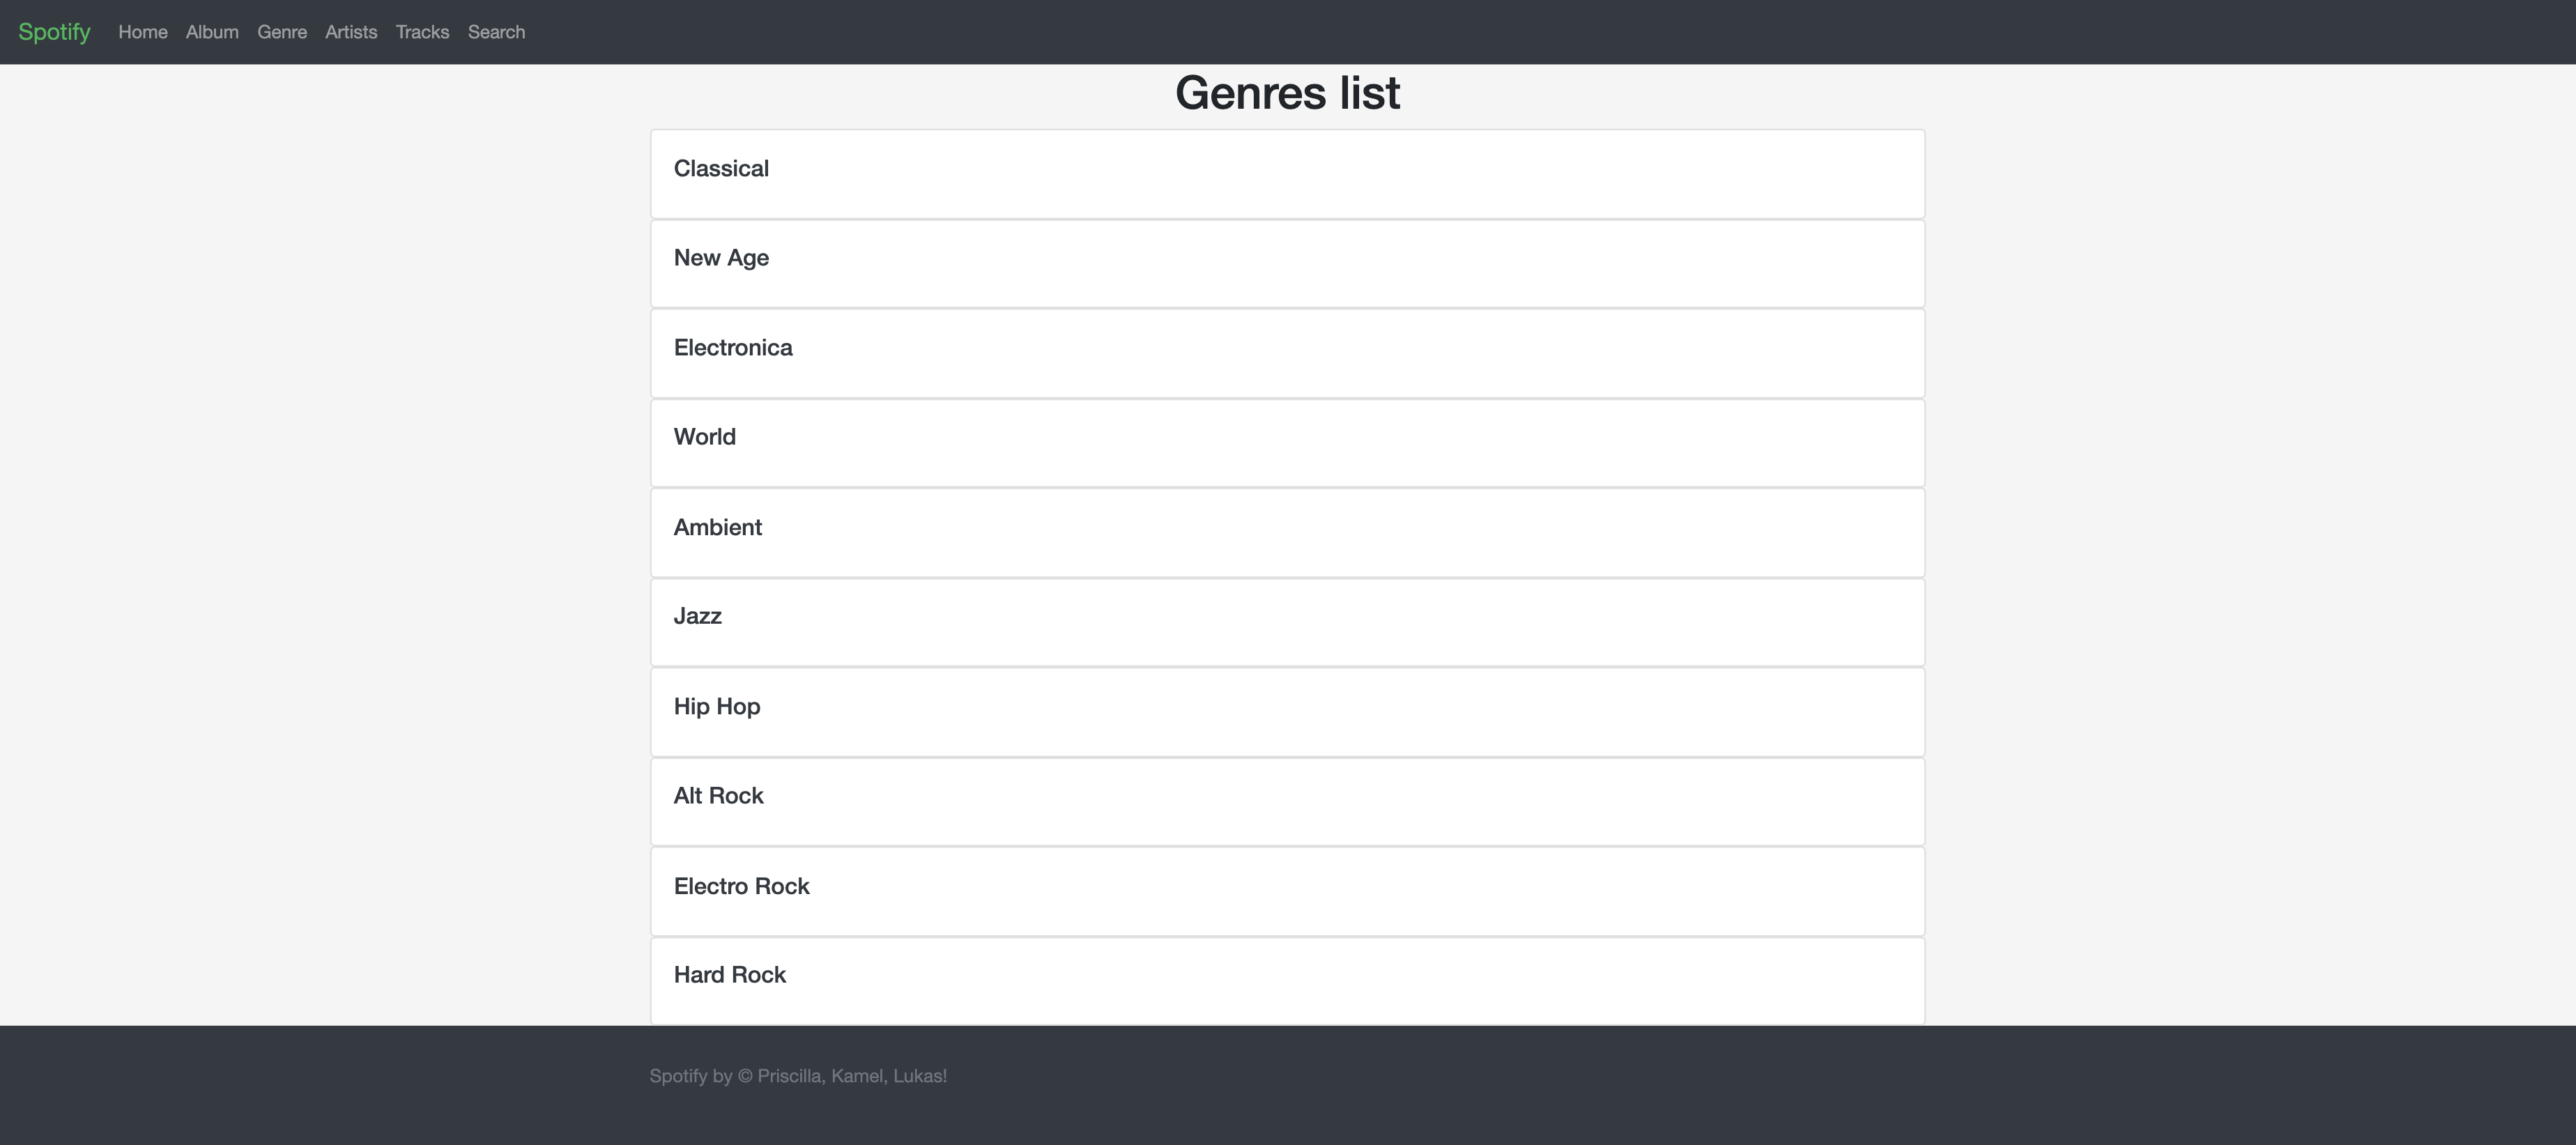 Spotify Home Album Genre Artists Tracks Search
Genres list
Classical
New Age
Electronica
World
Ambient
Jazz
Hip Hop
Alt Rock
Electro Rock
Hard Rock
Spotify by © Priscilla, Kamel, Lukas!